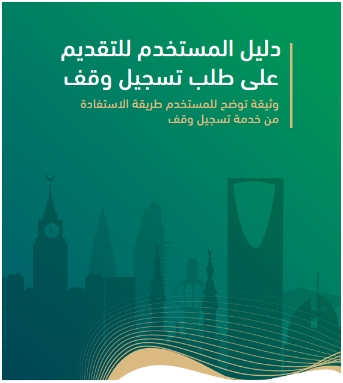 دليل المستخدم للتقديم
على طلب تسجيل وقف
وثيقة توضح للمستخدم طريقة الاستفادة
من خدمة تسجيل وقف